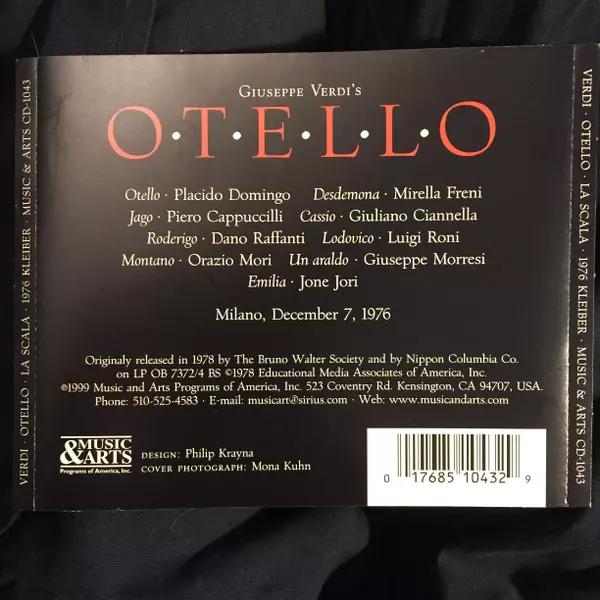 GIUSEPPE VERDI'S
O·T·E·L·L·O
Otello · Placido Domingo Desdemona · Mirella Freni
Jago · Piero Cappuccilli Cassio · Giuliano Ciannella
Roderigo · Dano Raffanti Lodovico · Luigi Roni
Montano · Orazio Mori Un araldo · Giuseppe Morresi
Emilia · Jone Jori
Milano, December 7, 1976
Originaly released in 1978 by The Bruno Walter Society and by Nippon Columbia Co.
on LP OB 7372/4 BS ©1978 Educational Media Associates of America, Inc.
℗1999 Music and Arts Programs of America, Inc. 523 Coventry Rd. Kensington, CA 94707, USA.
Phone: 510-525-4583 · E-mail: musicart@sirius.com · Web: www.musicandarts.com
MUSIC
& ARTS
Programs of America, Inc.
DESIGN: Philip Krayna
COVER PHOTOGRAPH: Mona Kuhn
0 17685 10432 9
VERDI · OTELLO · LA SCALA · 1976 KLEIBER · MUSIC & ARTS CD-1043
VERDI · OTELLO · LA SCALA · 1976 KLEIBER · MUSIC & ARTS CD-1043